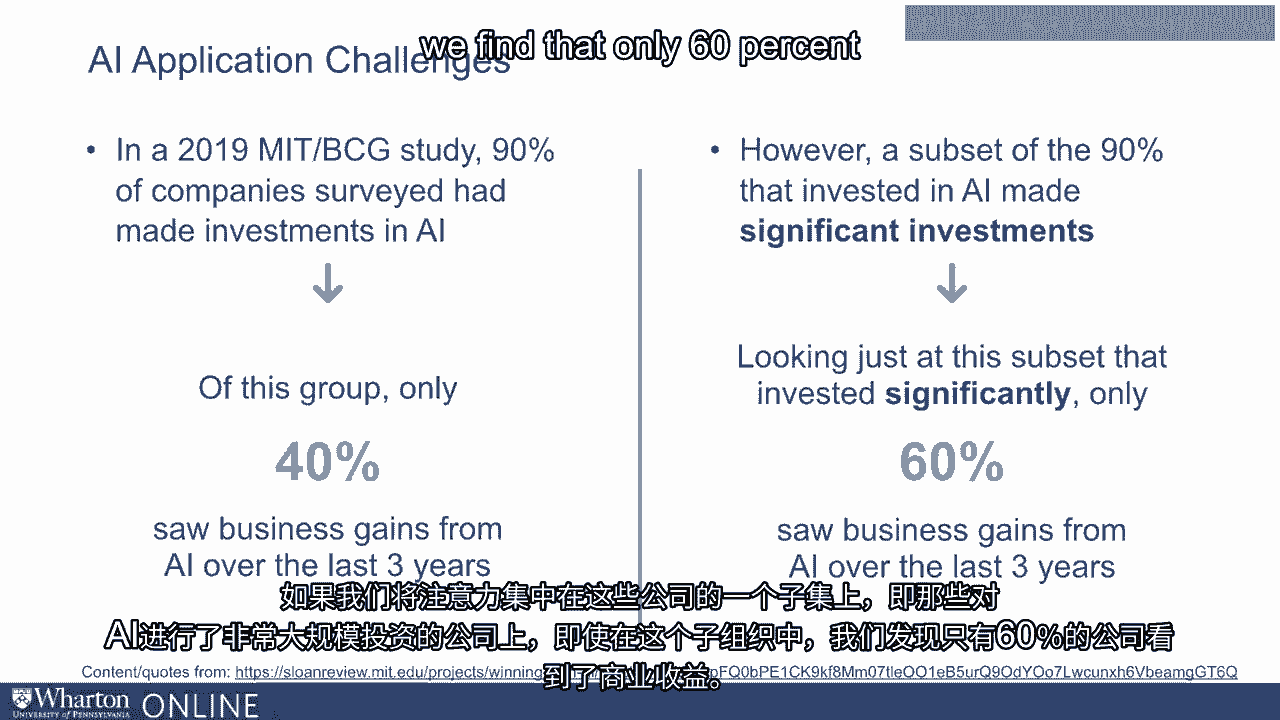 we find that only 60 percent
AI Application Challenges
• In a 2019 MIT/BCG study, 90%
of companies surveyed had
made investments in AI
Of this group, only
40%
saw business gains from
AI over the last 3 years
• However, a subset of the 90%
that invested in AI made
significant investments
Looking just at this subset that
invested significantly, only
60%
saw business gains from
AI over the last 3 years
如果我们将注意力集中在这些公司的一个子集上，即那些对
AI进行了非常大规模投资的公司上，即使在这个子组织中，我们发现只有60%的公司看
到了商业收益。
Content/quotes from: https://sloanreview.mit.edu/projects/winning
Wharton
UNIVERSITY of PENNSYLVANIA
ONLINE